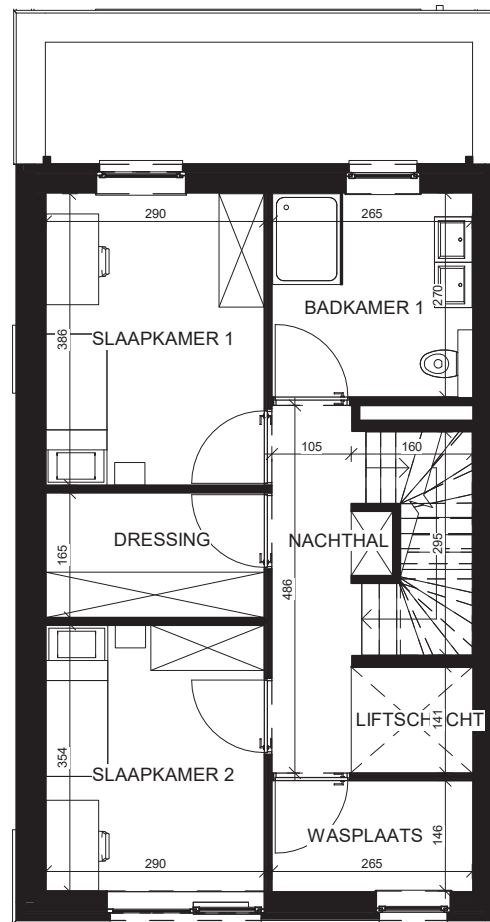 290
265
386
270
BADKAMER 1
SLAAPKAMER 1
105
160
165
DRESSING
NACHTHAL
295
486
141
LIFTSCHACHT
354
SLAAPKAMER 2
146
WASPLAATS
290
265